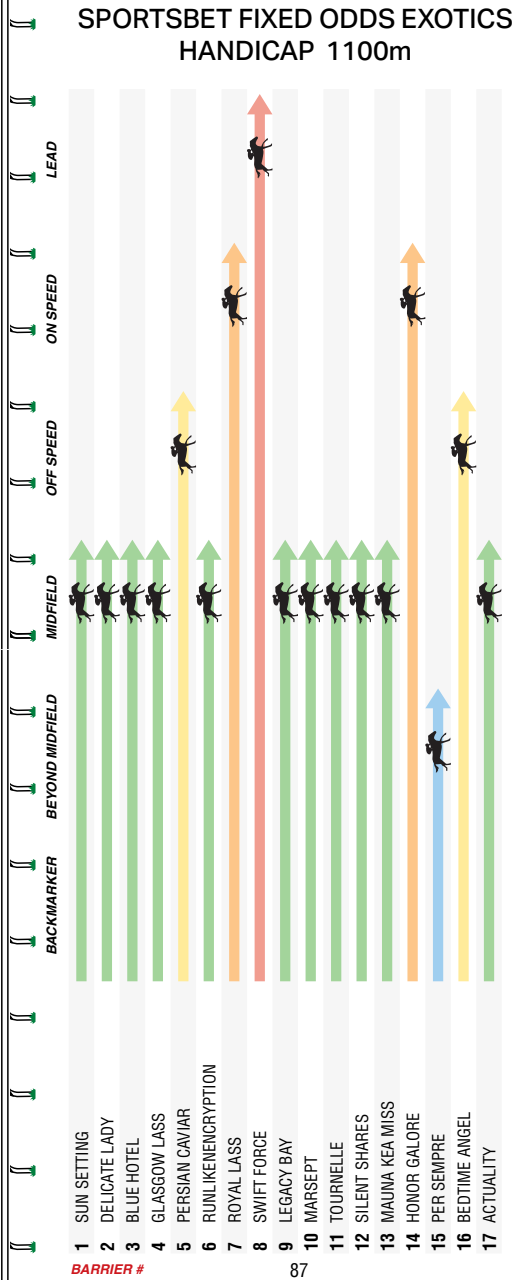 SPORTSBET FIXED ODDS EXOTICS
HANDICAP 1100m
LEAD
ON SPEED
OFF SPEED
MIDFIELD
BEYOND MIDFIELD
BACKMARKER
1 SUN SETTING
2 DELICATE LADY
3 BLUE HOTEL
4 GLASGOW LASS
5 PERSIAN CAVIAR
6 RUNLIKENENCRYPTION
7 ROYAL LASS
8 SWIFT FORCE
9 LEGACY BAY
10 MARSEPT
11 TOURNELLE
12 SILENT SHARES
13 MAUNA KEA MISS
14 HONOR GALORE
15 PER SEMPRE
16 BEDTIME ANGEL
17 ACTUALITY
BARRIER #
87